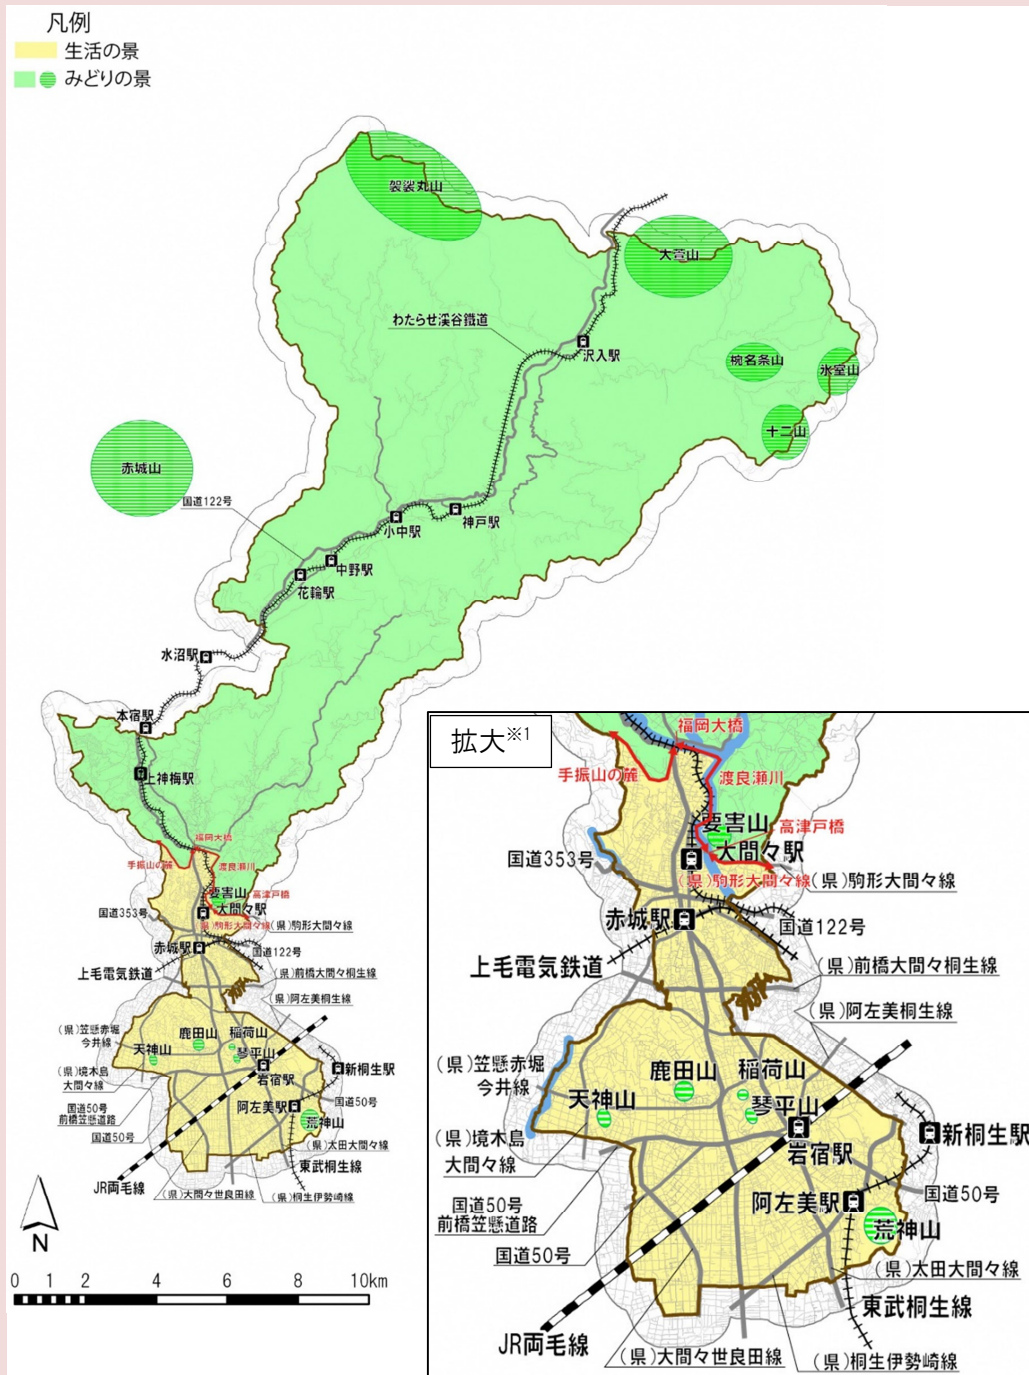 凡例
生活の景
みどりの景
袈裟丸山
大萱山
わたらせ渓谷鐵道
沢入駅
椀名条山
氷室山
十二山
赤城山
国道122号
神戸駅
小中駅
中野駅
花輪駅
水沼駅
本宿駅
上神梅駅
福岡大橋
手振山の麓
渡良瀬川
要害山
高津戸橋
大間々駅
国道353号
(県)駒形大間々線
(県)駒形大間々線
赤城駅
国道122号
上毛電気鉄道
(県)前橋大間々桐生線
(県)阿左美桐生線
(県)笠懸赤堀
今井線
鹿田山
稲荷山
天神山
琴平山
岩宿駅
新桐生駅
(県)境木島
大間々線
国道50号
前橋笠懸道路
阿左美駅
国道50号
荒神山
国道50号
(県)太田大間々線
東武桐生線
JR両毛線
(県)大間々世良田線
(県)桐生伊勢崎線
N
0 1 2 4 6 8 10km
拡大※1
福岡大橋
手振山の麓
渡良瀬川
要害山
高津戸橋
大間々駅
国道353号
(県)駒形大間々線
(県)駒形大間々線
赤城駅
国道122号
上毛電気鉄道
(県)前橋大間々桐生線
(県)阿左美桐生線
(県)笠懸赤堀
今井線
鹿田山
稲荷山
天神山
琴平山
(県)境木島
大間々線
岩宿駅
新桐生駅
国道50号
前橋笠懸道路
阿左美駅
国道50号
荒神山
国道50号
(県)太田大間々線
東武桐生線
JR両毛線
(県)大間々世良田線
(県)桐生伊勢崎線